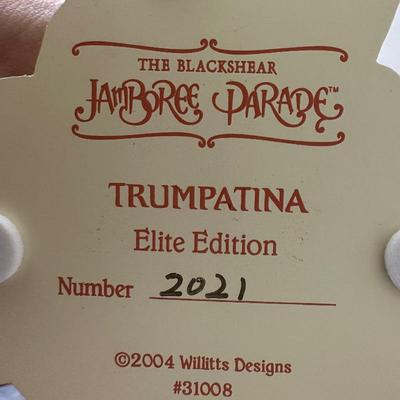 THE BLACKSHEAR
JAMBOREE PARADE™
TRUMPATINA
Elite Edition
Number 2021
©2004 Willitts Designs
#31008